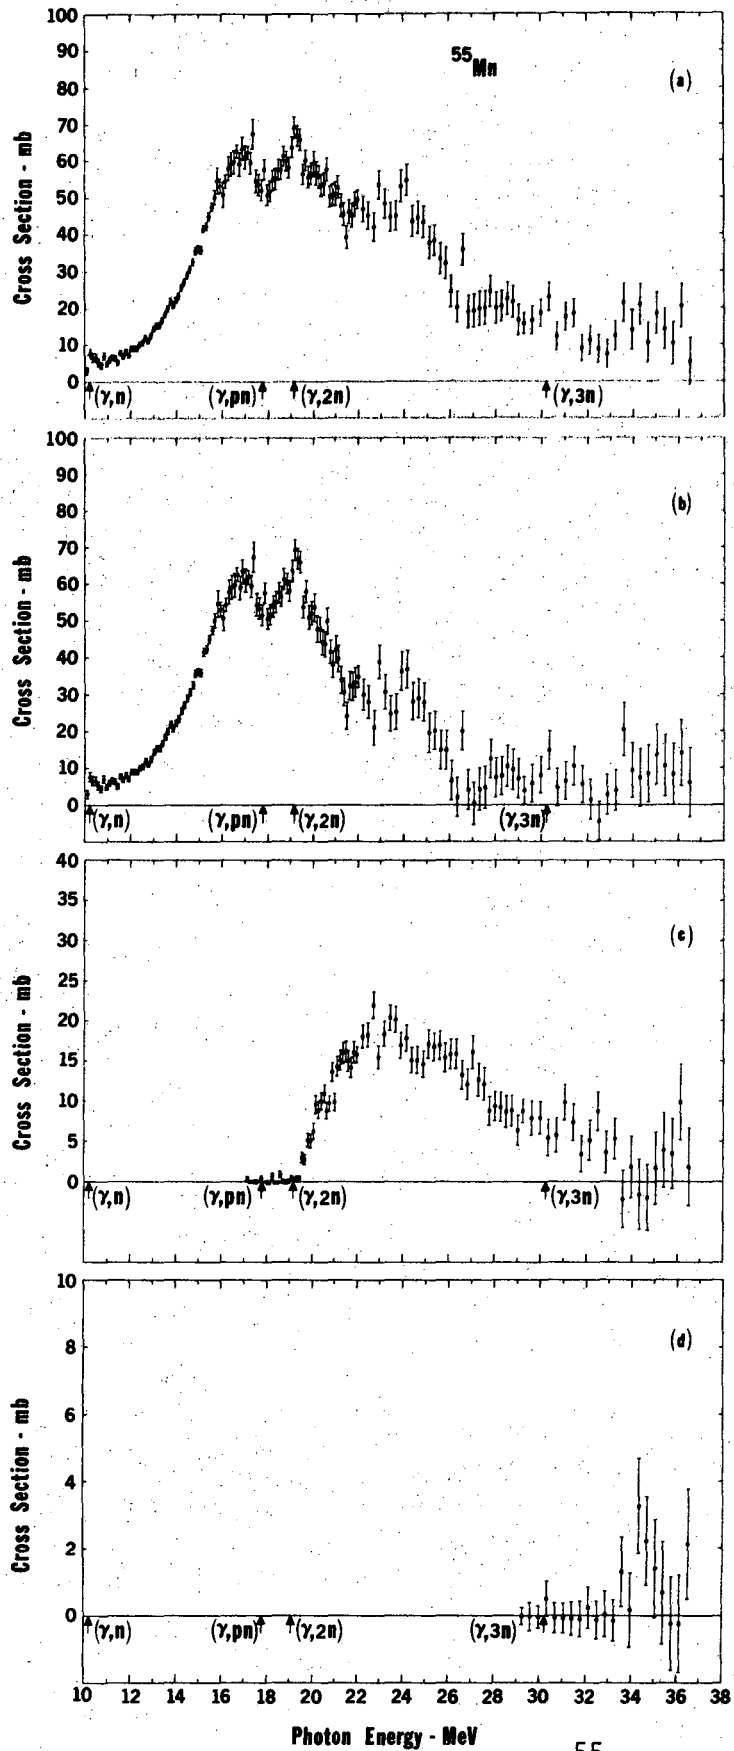 100
90
80
70
60
50
40
30
20
10
0
Cross Section - mb
55Mn
(a)
(γ,n)
(γ,pn)
(γ,2n)
(γ,3n)
100
90
80
70
60
50
40
30
20
10
0
Cross Section - mb
(b)
(γ,n)
(γ,pn)
(γ,2n)
(γ,3n)
40
35
30
25
20
15
10
5
0
Cross Section - mb
(c)
(γ,n)
(γ,pn)
(γ,2n)
(γ,3n)
10
8
6
4
2
0
Cross Section - mb
(d)
(γ,n)
(γ,pn)
(γ,2n)
(γ,3n)
10 12 14 16 18 20 22 24 26 28 30 32 34 36 38
Photon Energy - MeV
55